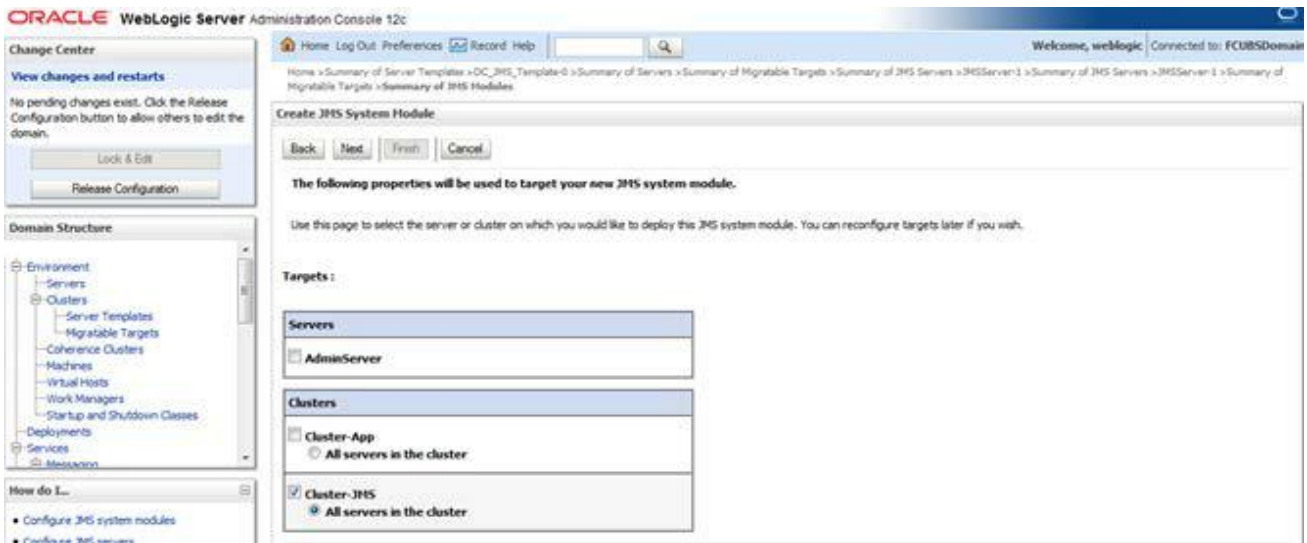 ORACLE WebLogic Server Administration Console 12c
Change Center
View changes and restarts
No pending changes exist. Click the Release
Configuration button to allow others to edit the
domain.
Lock & Edit
Release Configuration
Domain Structure
Environment
Servers
Clusters
Server Templates
Migratable Targets
Coherence Clusters
Machines
Virtual Hosts
Work Managers
Startup and Shutdown Classes
Deployments
Services
Messaging
How do I...
Configure JMS system modules
Configure JMS servers
Home Log Out Preferences Record Help
Welcome, weblogic Connected to: FCUBSDomain
Home >Summary of Server Templates >DC_JMS_Template-0 >Summary of Servers >Summary of Migratable Targets >Summary of JMS Servers >JMSServer-1 >Summary of JMS Servers >JMSServer-1 >Summary of
Migratable Targets >Summary of JMS Modules
Create JMS System Module
Back Next Finish Cancel
The following properties will be used to target your new JMS system module.
Use this page to select the server or cluster on which you would like to deploy this JMS system module. You can reconfigure targets later if you wish.
Targets :
Servers
AdminServer
Clusters
Cluster-App
All servers in the cluster
Cluster-JMS
All servers in the cluster